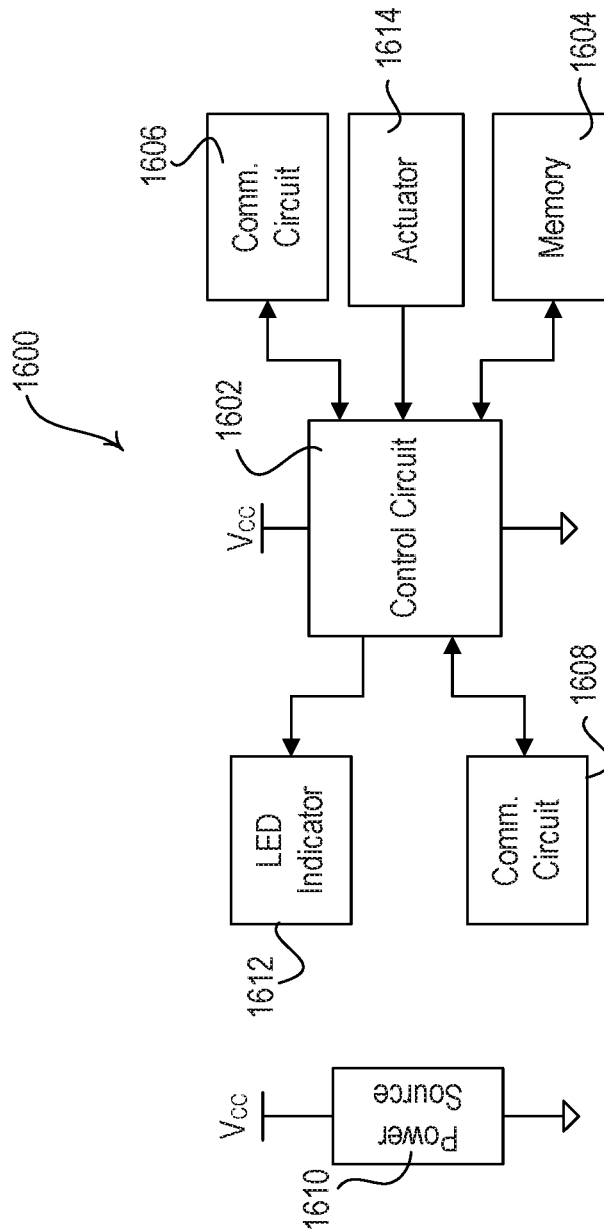 1600
VCC
1602
Control Circuit
Comm.
Circuit
1606
Actuator
1614
Memory
1604
LED
Indicator
1612
Comm.
Circuit
1608
VCC
Power
Source
1610